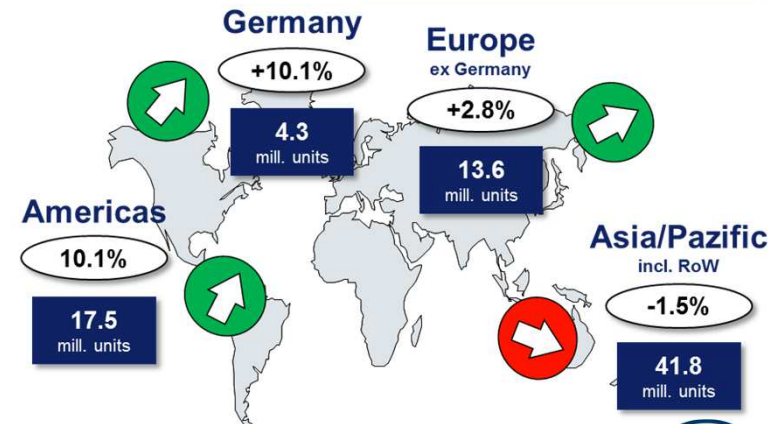 Germany
+10.1%
4.3
mill. units
Europe
ex Germany
+2.8%
13.6
mill. units
Americas
10.1%
17.5
mill. units
Asia/Pazific
incl. RoW
-1.5%
41.8
mill. units